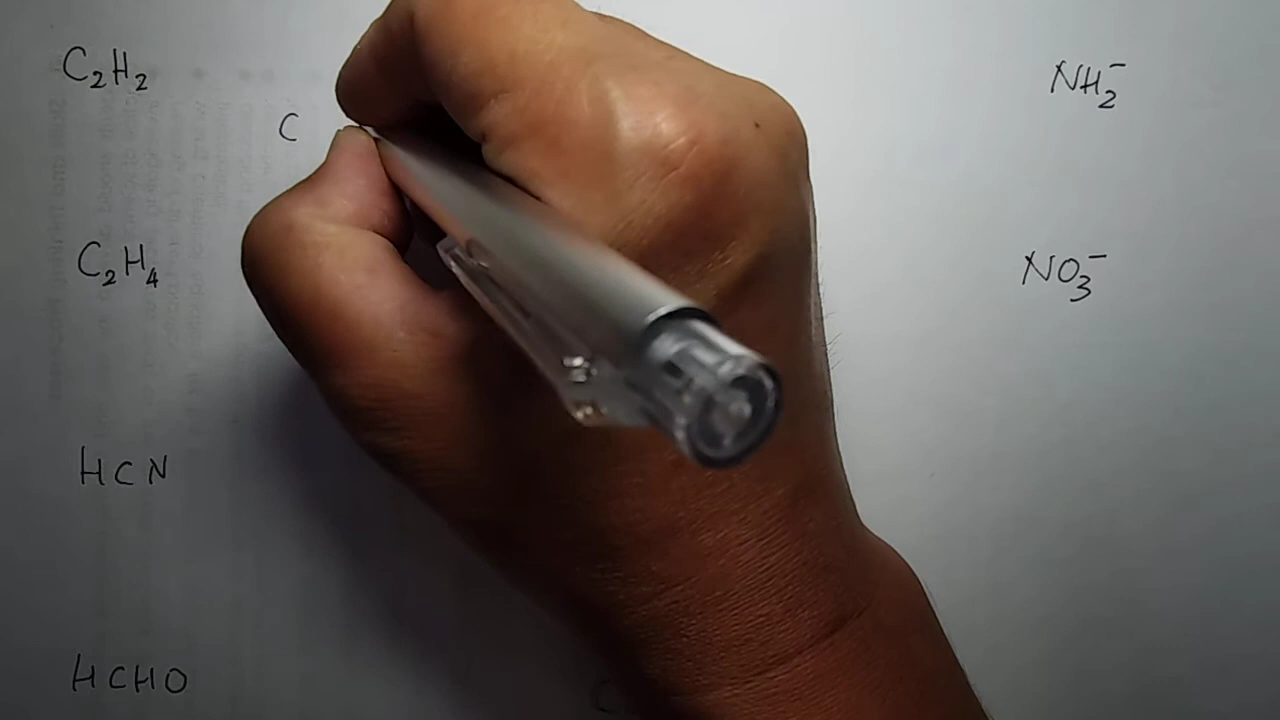 C₂H₂
NH₂⁻
C
C₂H₄
NO₃⁻
HCN
HCHO